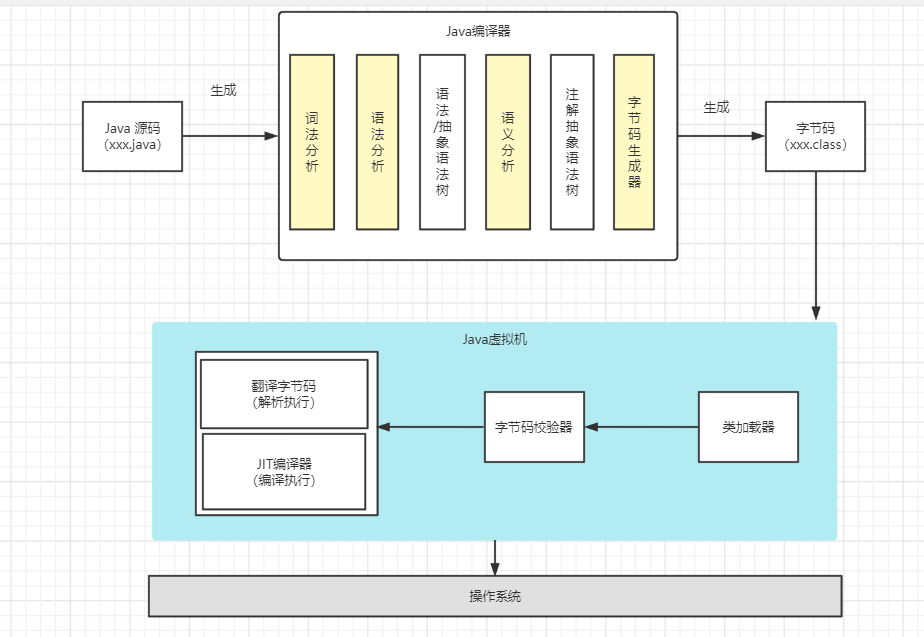 Java编译器
生成
Java 源码
（xxx.java）
词法分析
语法分析
语法/抽象语法树
语义分析
注解抽象语法树
字节码生成器
生成
字节码
（xxx.class）
Java虚拟机
翻译字节码
（解析执行）
JIT编译器
（编译执行）
字节码校验器
类加载器
操作系统